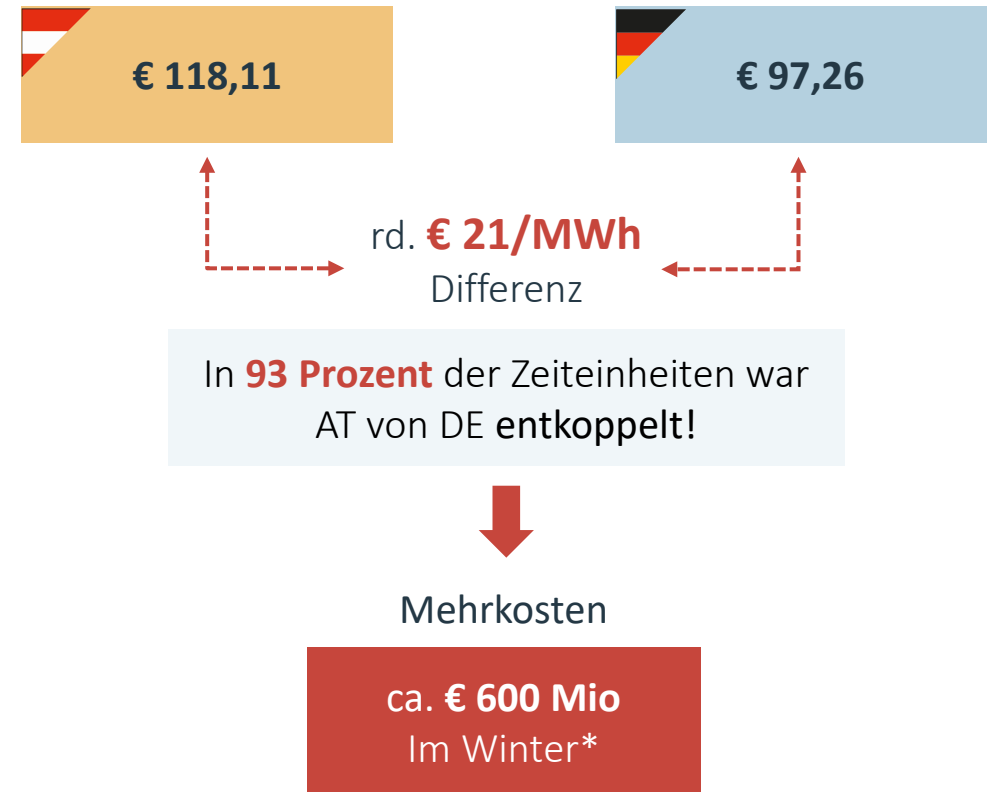 € 118,11
€ 97,26
rd. € 21/MWh
Differenz
In 93 Prozent der Zeiteinheiten war
AT von DE entkoppelt!
Mehrkosten
ca. € 600 Mio
Im Winter*